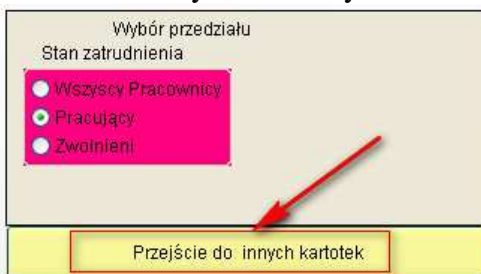 Wybór przedziału
Stan zatrudnienia
Wszyscy Pracownicy
Pracujący
Zwolnieni
Przejście do innych kartotek